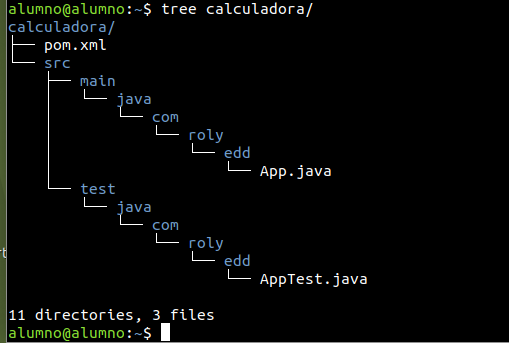 alumno@alumno:~$ tree calculadora/
calculadora/
├── pom.xml
└── src
    ├── main
    │   └── java
    │       └── com
    │           └── roly
    │               └── edd
    │                   └── App.java
    └── test
        └── java
            └── com
                └── roly
                    └── edd
                        └── AppTest.java

11 directories, 3 files
alumno@alumno:~$
rt